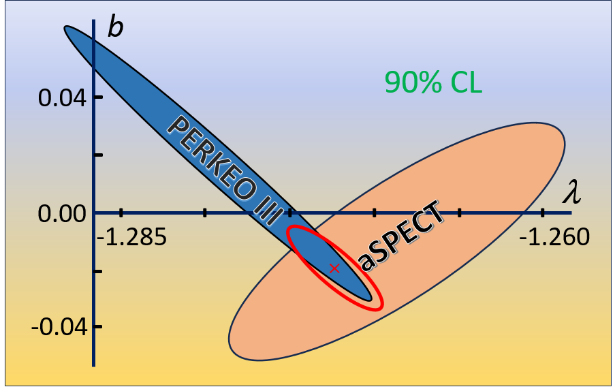 b
90% CL
0.04
PERKEO III
λ
0.00
-1.285
aSPECT
-1.260
-0.04